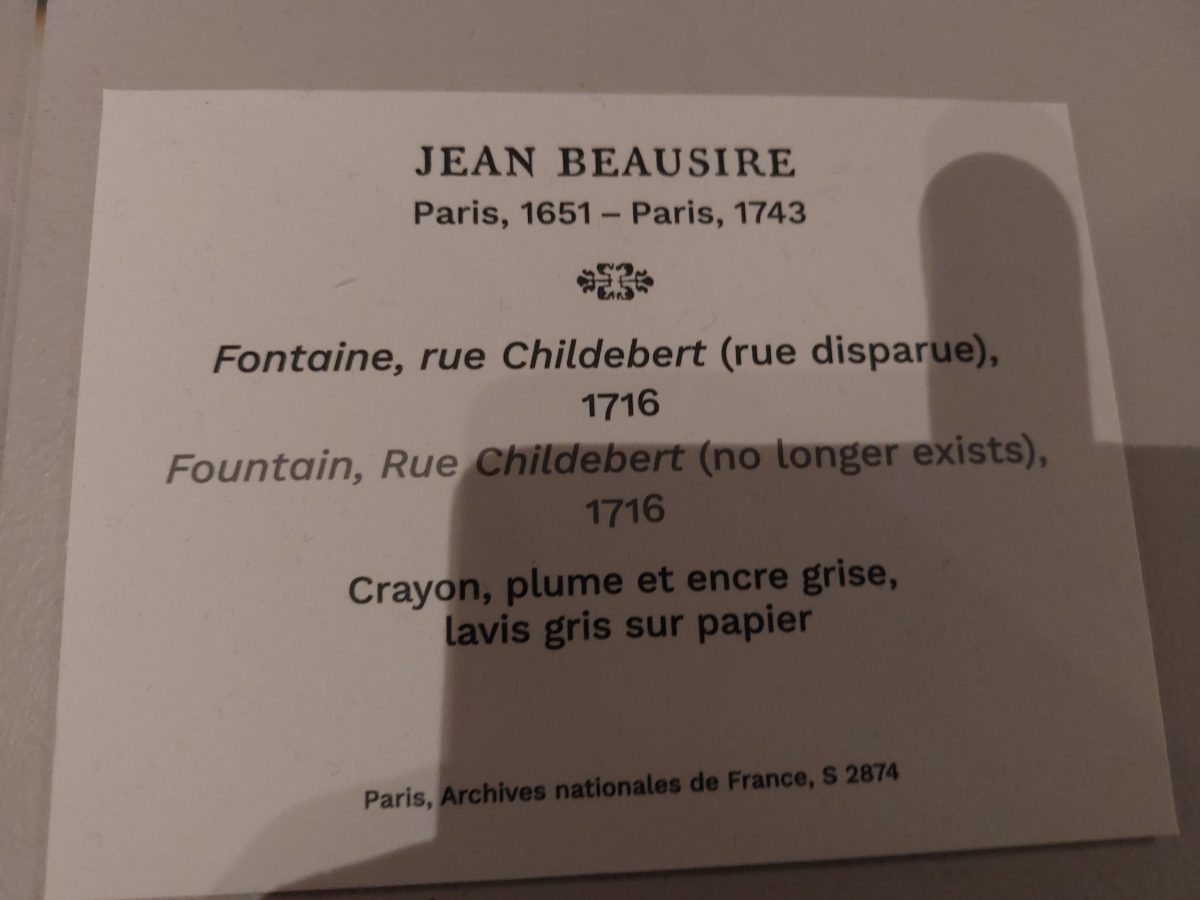 JEAN BEAUSIRE
Paris, 1651 – Paris, 1743
Fontaine, rue Childebert (rue disparue),
1716
Fountain, Rue Childebert (no longer exists),
1716
Crayon, plume et encre grise,
lavis gris sur papier
Paris, Archives nationales de France, S 2874